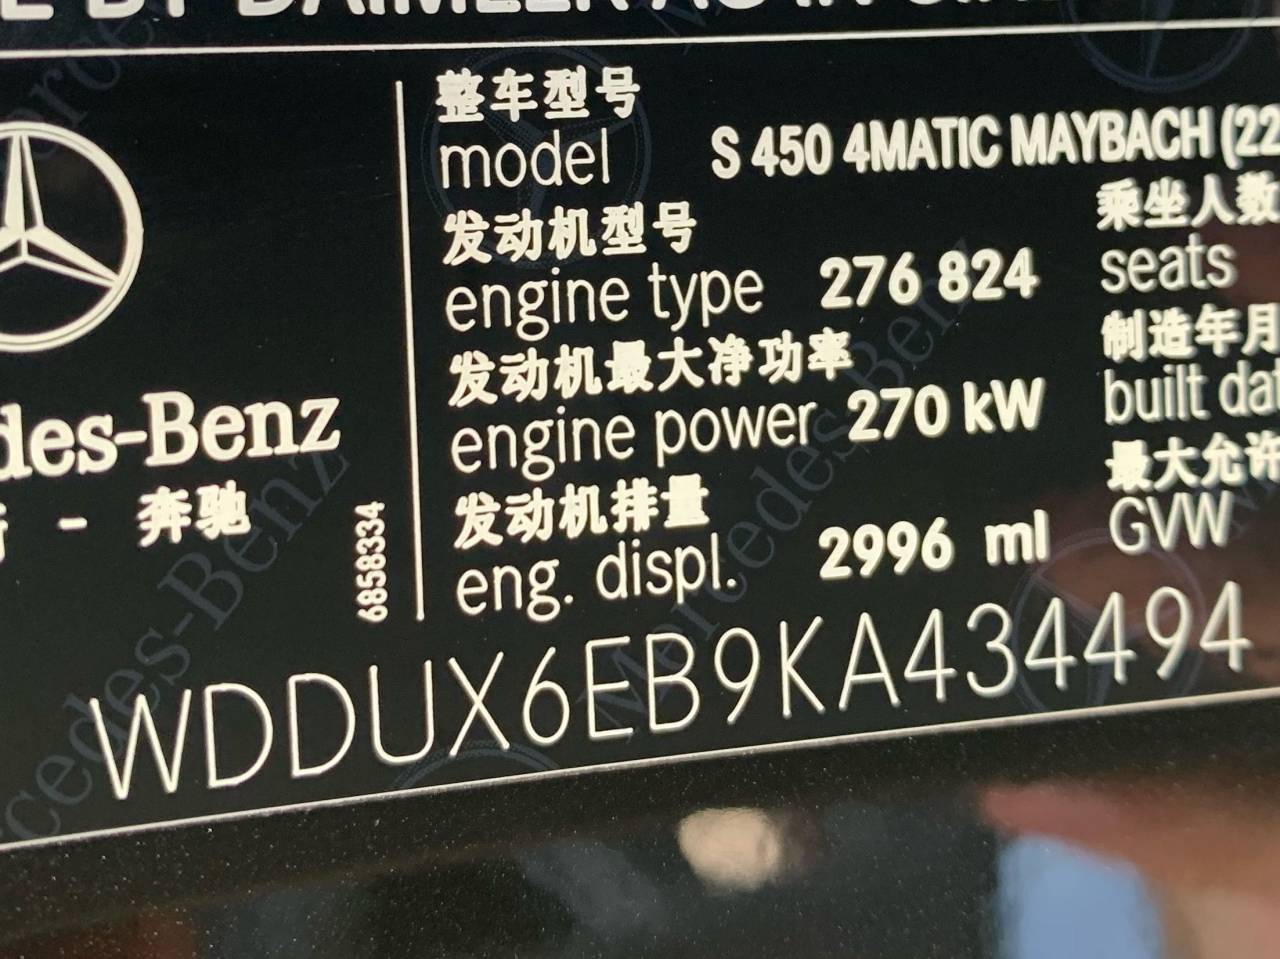 整车型号
model S 450 4MATIC MAYBACH (22
发动机型号
engine type 276 824
乘坐人数
seats
发动机最大净功率
engine power 270 kW
制造年月
built dat
发动机排量
eng. displ. 2996 ml
最大允许
GVW
des-Benz
- 奔驰
6858334
WDDUX6EB9KA434494
Mercedes-Benz